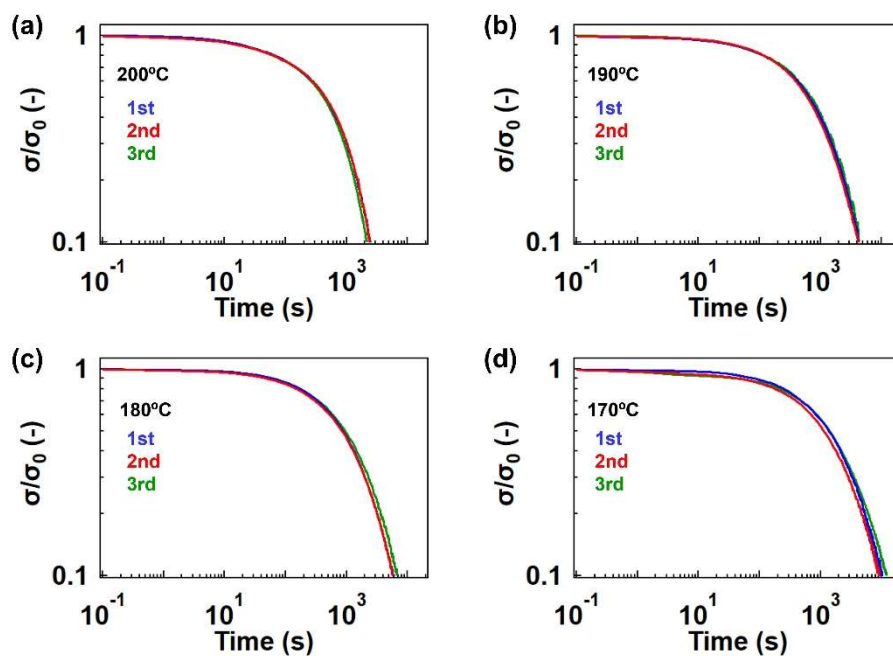 (a)
1
200ºC
1st
2nd
3rd
σ/σ0 (-)
0.1
10-1 101 103
Time (s)
(b)
1
190ºC
1st
2nd
3rd
σ/σ0 (-)
0.1
10-1 101 103
Time (s)
(c)
1
180ºC
1st
2nd
3rd
σ/σ0 (-)
0.1
10-1 101 103
Time (s)
(d)
1
170ºC
1st
2nd
3rd
σ/σ0 (-)
0.1
10-1 101 103
Time (s)